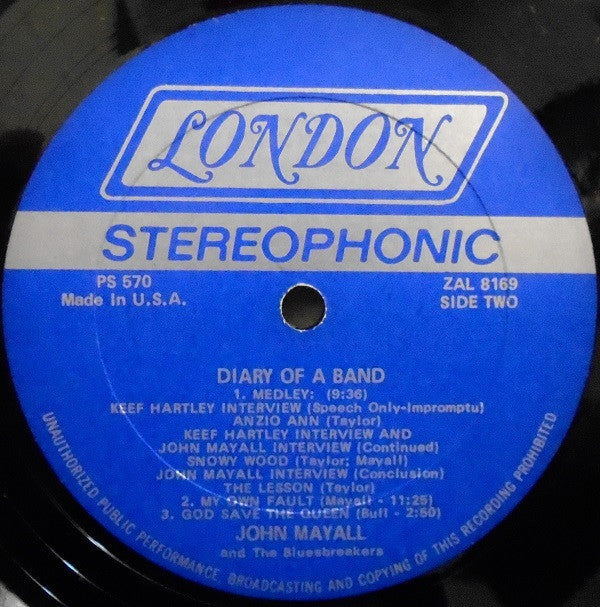 LONDON
STEREOPHONIC
PS 570
Made In U.S.A.
ZAL 8169
SIDE TWO
DIARY OF A BAND
1. MEDLEY: (9:36)
KEEF HARTLEY INTERVIEW (Speech Only-Impromptu)
ANZIO ANN (Taylor)
KEEF HARTLEY INTERVIEW AND
JOHN MAYALL INTERVIEW (Continued)
SNOWY WOOD (Taylor; Mayall)
JOHN MAYALL INTERVIEW (Conclusion)
THE LESSON (Taylor)
2. MY OWN FAULT (Mayall - 11:25)
3. GOD SAVE THE QUEEN (Bull - 2:50)
JOHN MAYALL
and The Bluesbreakers
UNAUTHORIZED PUBLIC PERFORMANCE, BROADCASTING AND COPYING OF THIS RECORDING PROHIBITED